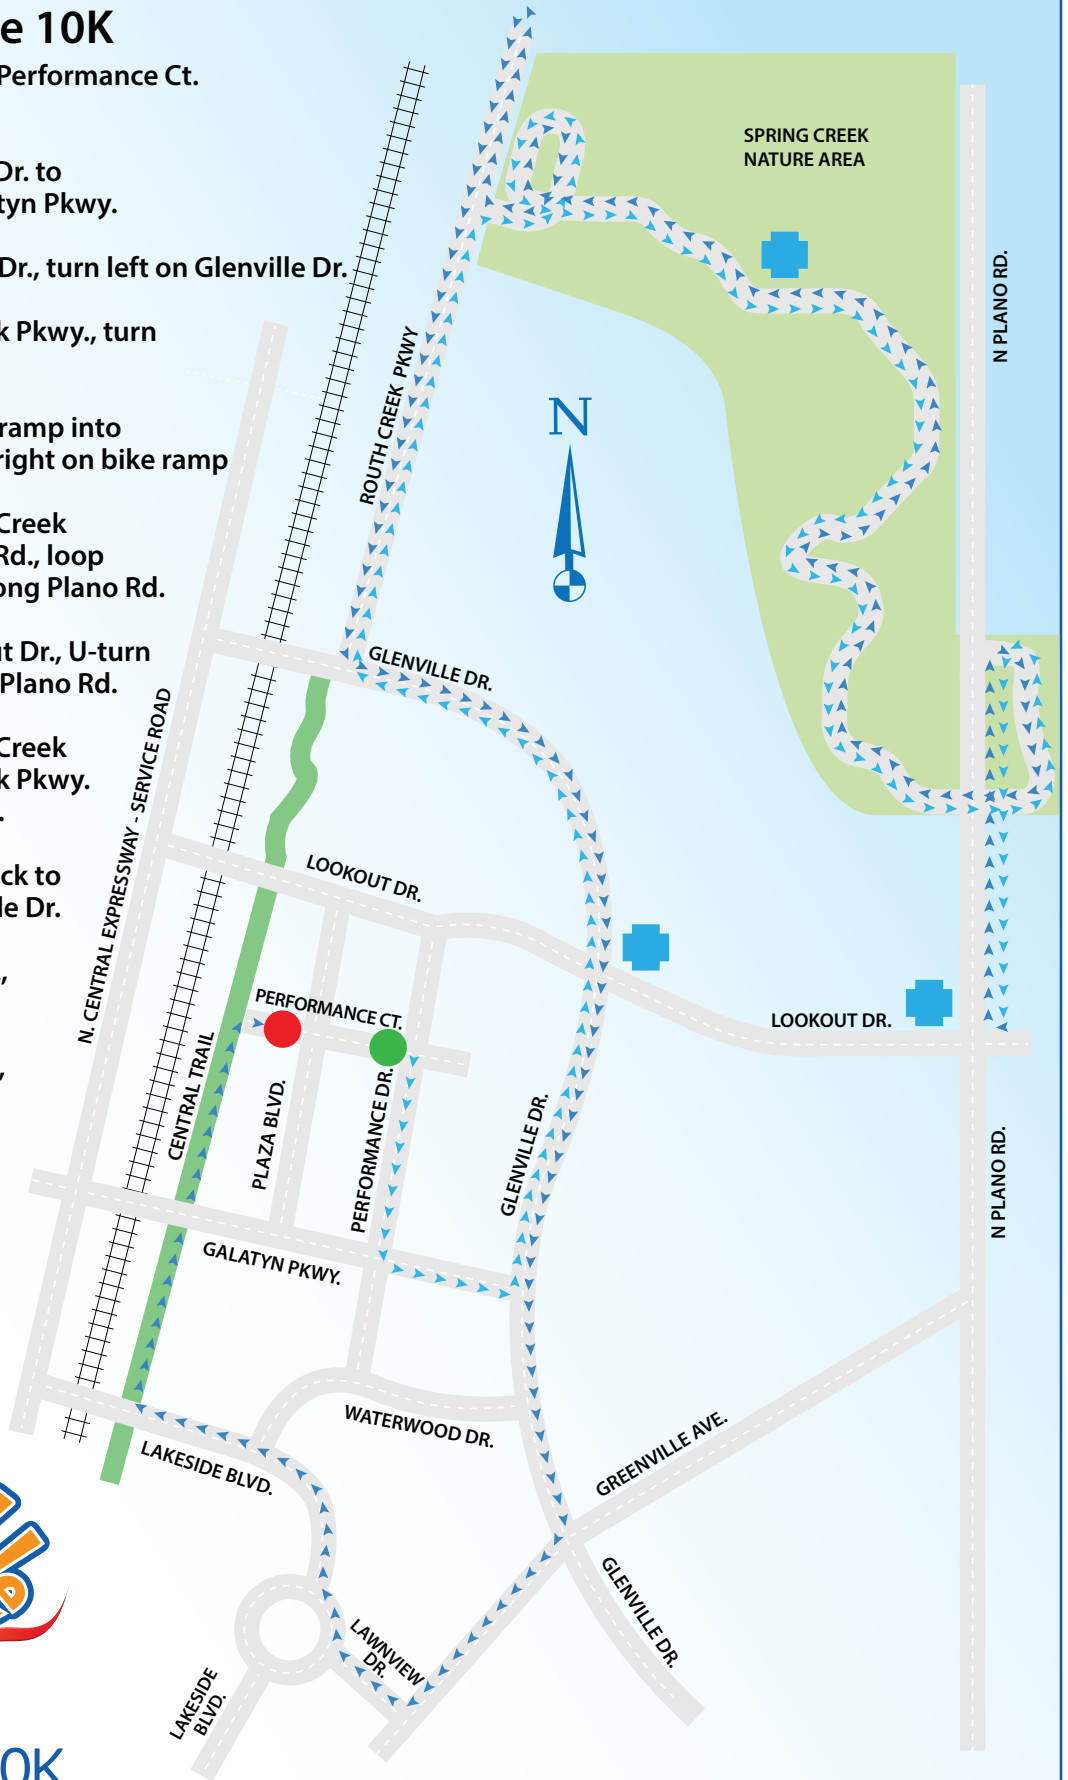 e 10K
Performance Ct.
Dr. to
tyn Pkwy.
Dr., turn left on Glenville Dr.
k Pkwy., turn
ramp into
right on bike ramp
Creek
Rd., loop
ong Plano Rd.
t Dr., U-turn
Plano Rd.
Creek
k Pkwy.
.
ck to
le Dr.
,
,
SPRING CREEK
NATURE AREA
N PLANO RD.
ROUTH CREEK PKWY
N
GLENVILLE DR.
N. CENTRAL EXPRESSWAY - SERVICE ROAD
LOOKOUT DR.
PERFORMANCE CT.
LOOKOUT DR.
CENTRAL TRAIL
PLAZA BLVD.
PERFORMANCE DR.
GLENVILLE DR.
N PLANO RD.
GALATYN PKWY.
WATERWOOD DR.
GREENVILLE AVE.
LAKESIDE BLVD.
GLENVILLE DR.
LAWNVIEW
DR.
LAKESIDE
BLVD.
0K